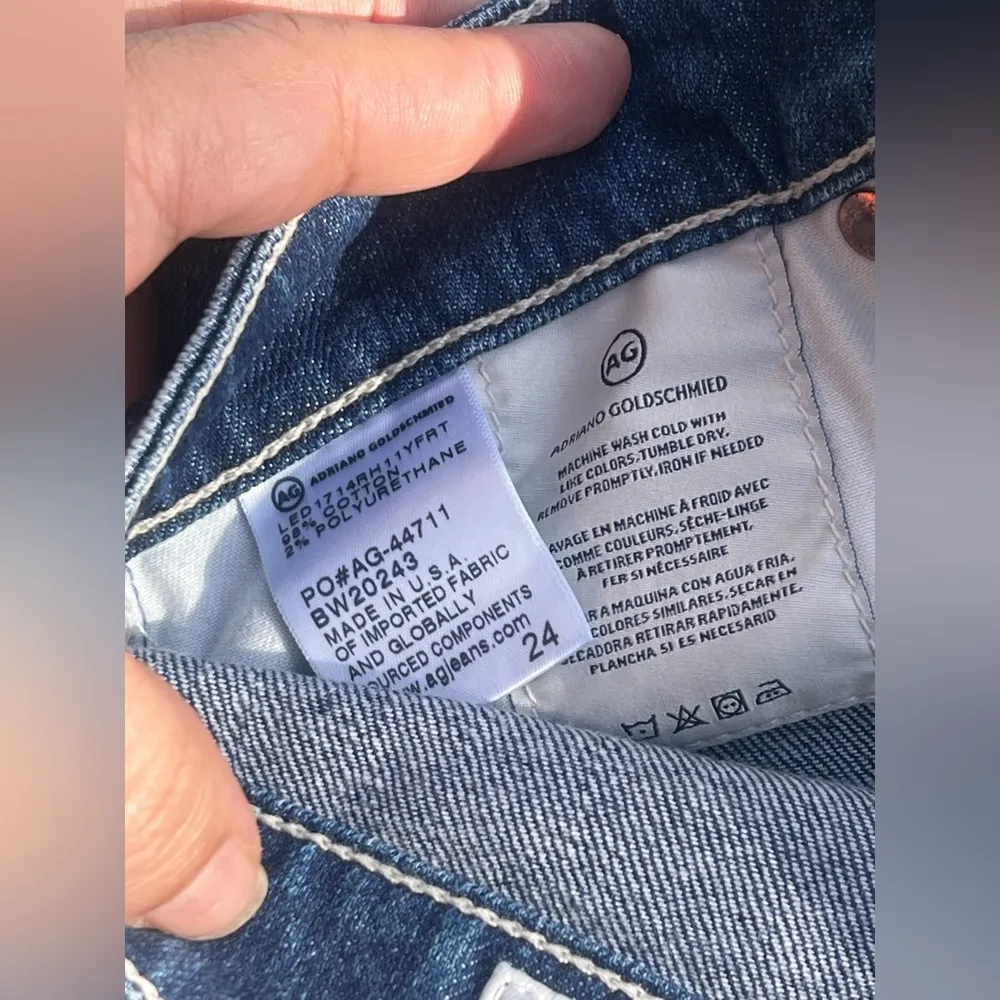 AG ADRIANO GOLDSCHMIED
LED1714RH11YFRT
98% COTTON
2% POLYURETHANE
PO#AG-44711
BW20243
MADE IN U.S.A.
OF IMPORTED FABRIC
AND GLOBALLY
OURCED COMPONENTS
w.agjeans.com
24
AG
ADRIANO GOLDSCHMIED
MACHINE WASH COLD WITH
LIKE COLORS,TUMBLE DRY.
REMOVE PROMPTLY,IRON IF NEEDED
AVAGE EN MACHINE À FROID AVEC
COMME COULEURS,SÈCHE-LINGE
À RETIRER PROMPTEMENT,
FER SI NÉCESSAIRE
R A MAQUINA CON AGUA FRIA,
COLORES SIMILARES.SECAR EN
SECADORA RETIRAR RAPIDAMENTE.
PLANCHA SI ES NECESARIO